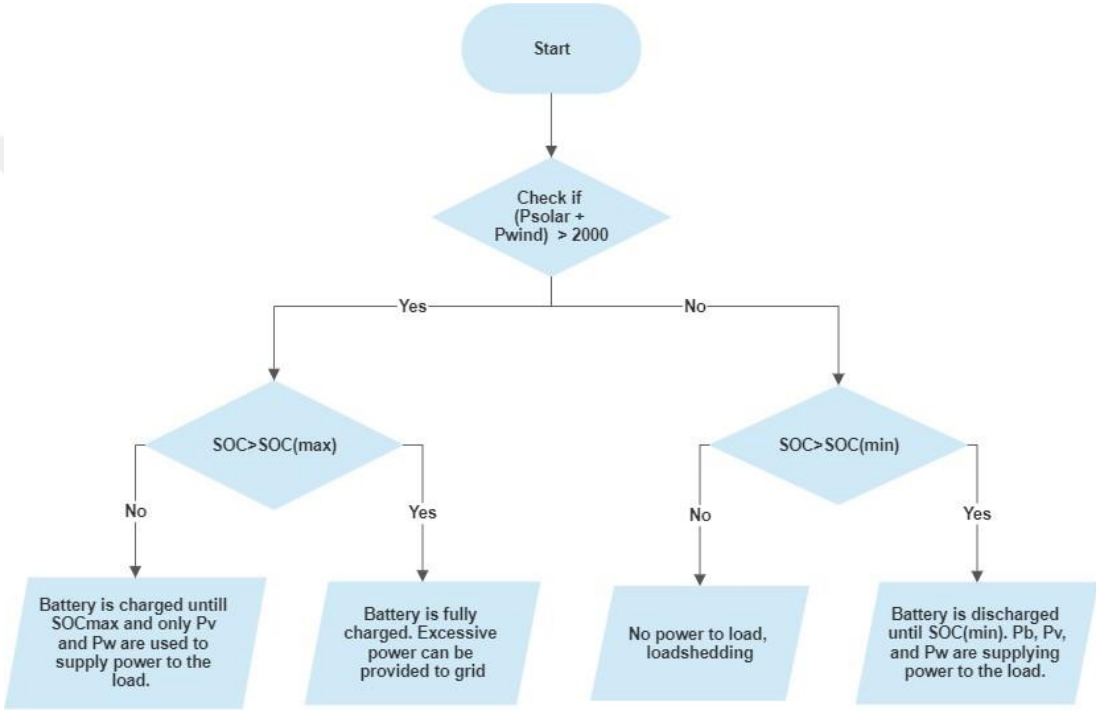 Start
Check if
(Psolar +
Pwind)  > 2000
Yes
No
SOC>SOC(max)
SOC>SOC(min)
No
Yes
No
Yes
Battery is charged untill
SOCmax and only Pv
and Pw are used to
supply power to the
load.
Battery is fully
charged. Excessive
power can be
provided to grid
No power to load,
loadshedding
Battery is discharged
until SOC(min). Pb, Pv,
and Pw are supplying
power to the load.